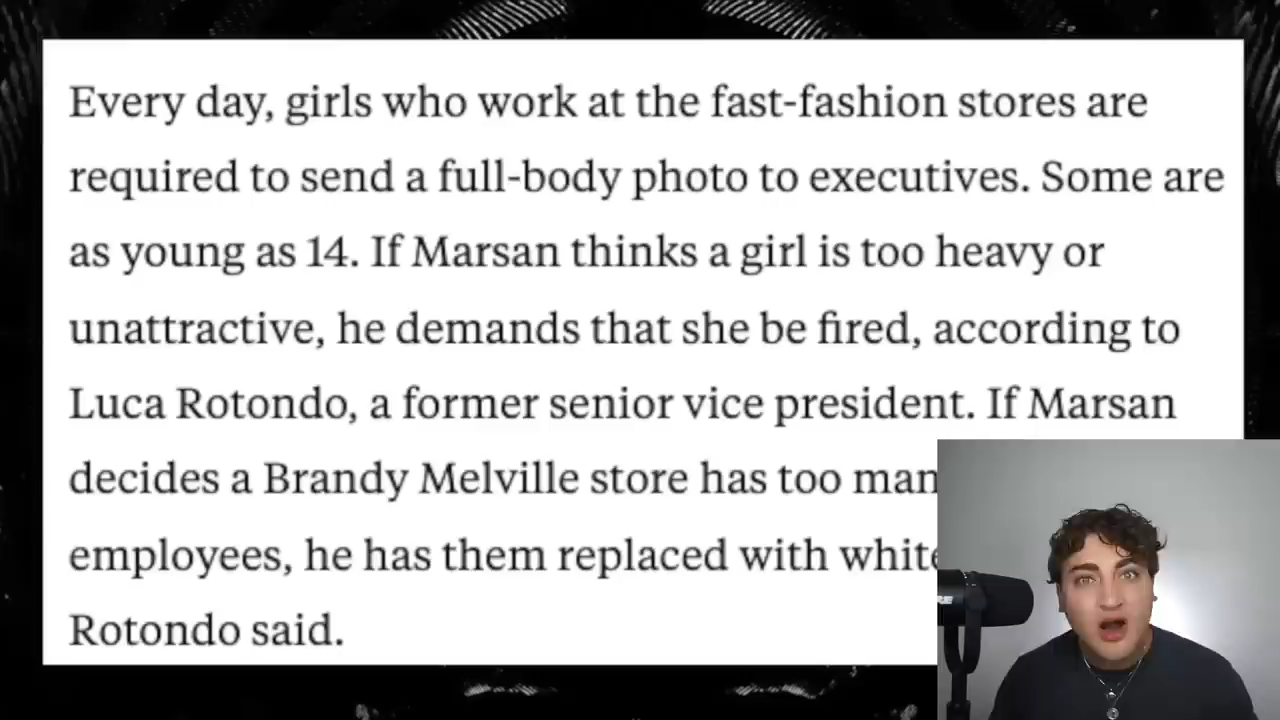 Every day, girls who work at the fast-fashion stores are
required to send a full-body photo to executives. Some are
as young as 14. If Marsan thinks a girl is too heavy or
unattractive, he demands that she be fired, according to
Luca Rotondo, a former senior vice president. If Marsan
decides a Brandy Melville store has too
employees, he has them replaced with
Rotondo said.